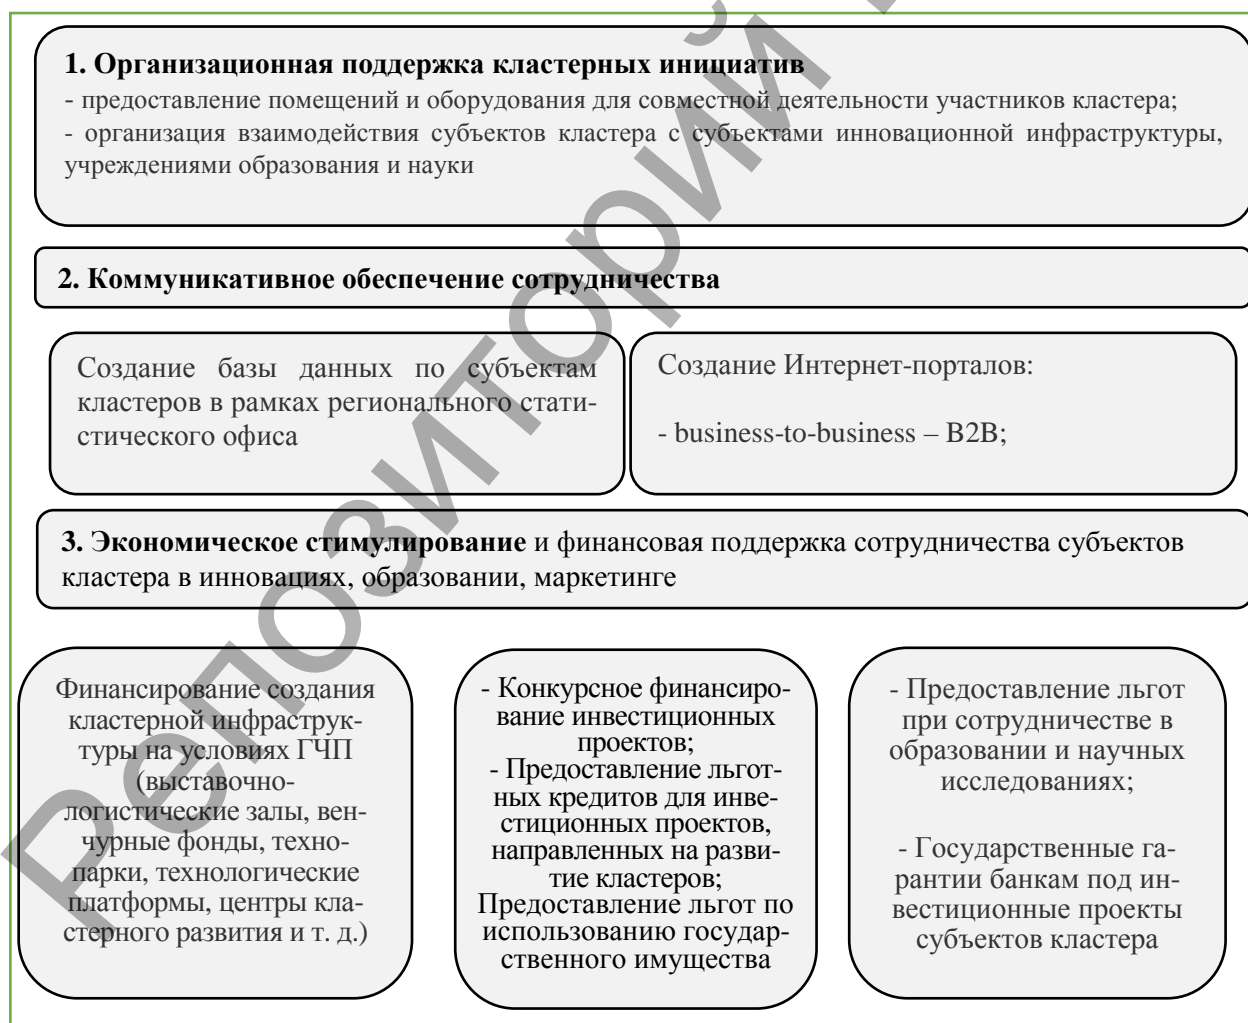 1. Организационная поддержка кластерных инициатив
- предоставление помещений и оборудования для совместной деятельности участников кластера;
- организация взаимодействия субъектов кластера с субъектами инновационной инфраструктуры,
учреждениями образования и науки
2. Коммуникативное обеспечение сотрудничества
Создание базы данных по субъектам
кластеров в рамках регионального стати-
стического офиса
Создание Интернет-порталов:
- business-to-business – B2B;
3. Экономическое стимулирование и финансовая поддержка сотрудничества субъектов
кластера в инновациях, образовании, маркетинге
Финансирование создания
кластерной инфраструк-
туры на условиях ГЧП
(выставочно-
логистические залы, вен-
чурные фонды, техно-
парки, технологические
платформы, центры кла-
стерного развития и т. д.)
- Конкурсное финансиро-
вание инвестиционных
проектов;
- Предоставление льгот-
ных кредитов для инве-
стиционных проектов,
направленных на разви-
тие кластеров;
Предоставление льгот по
использованию государ-
ственного имущества
- Предоставление льгот
при сотрудничестве в
образовании и научных
исследованиях;
- Государственные га-
рантии банкам под ин-
вестиционные проекты
субъектов кластера
Репозиторий